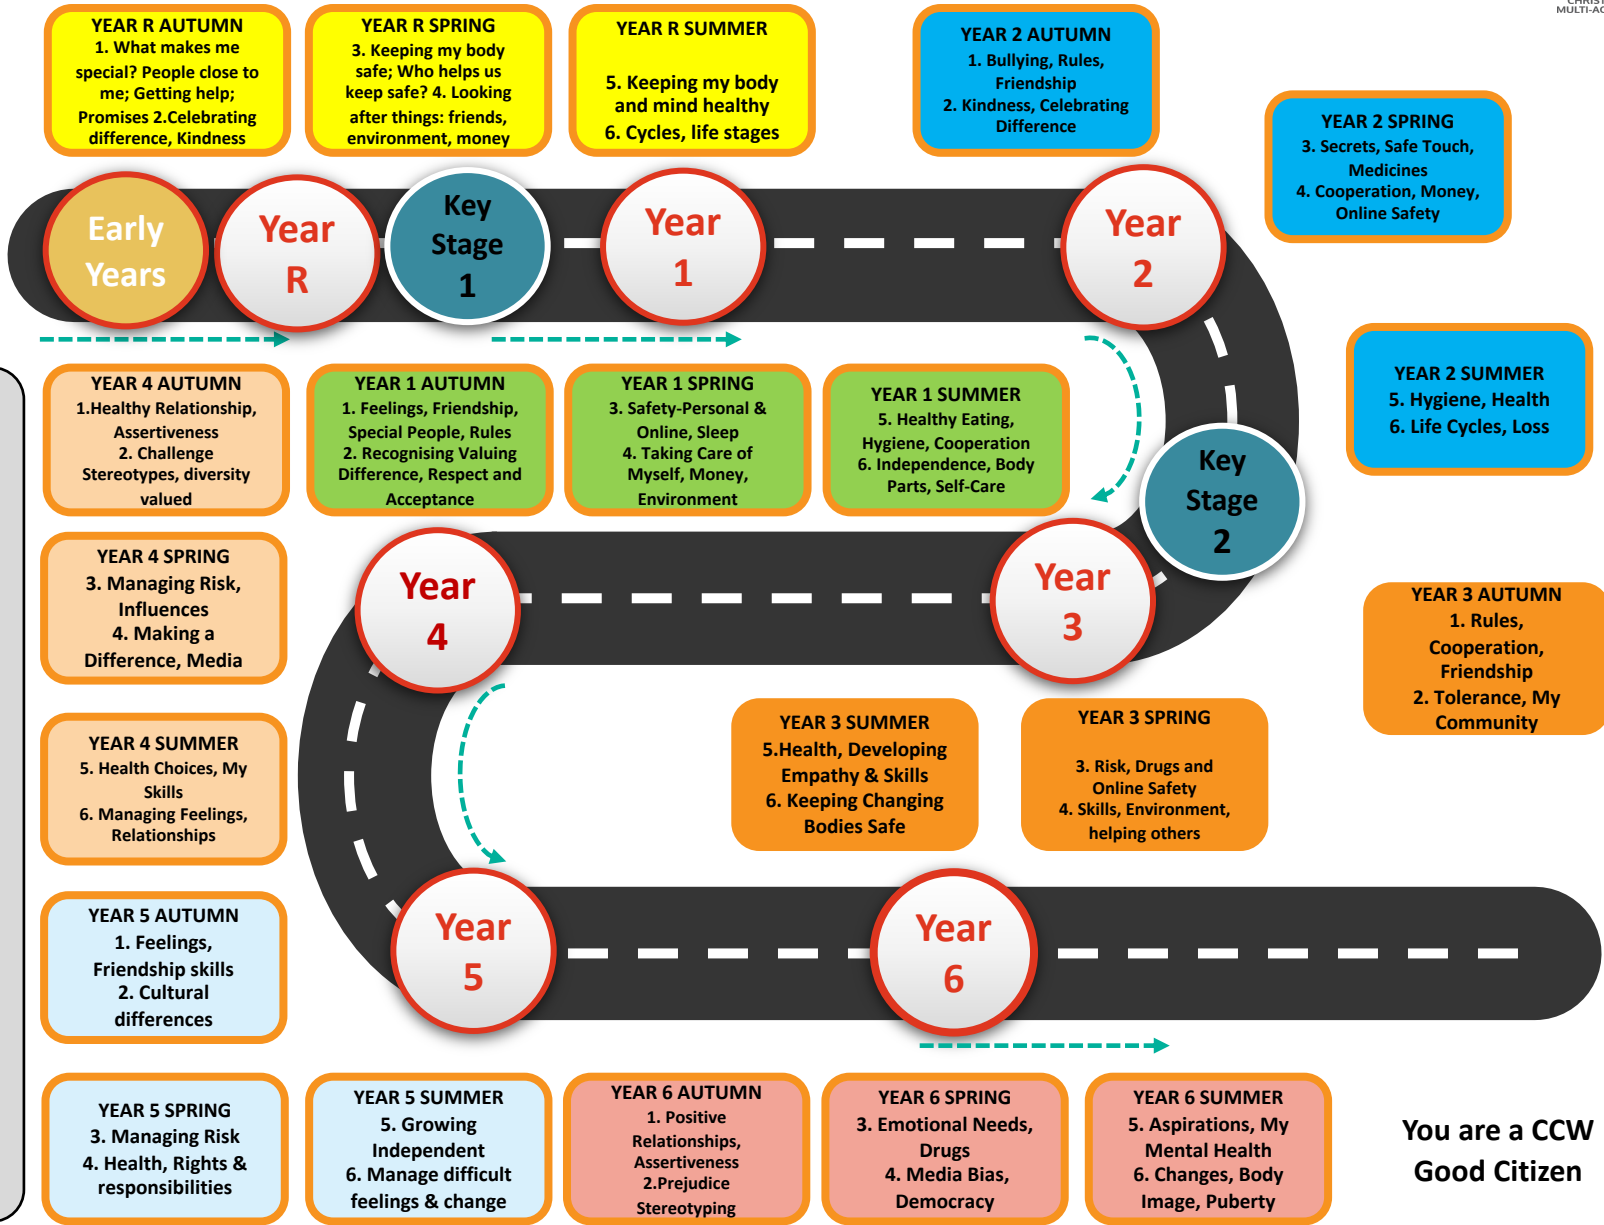 CHRIST
MULTI-AC
YEAR R AUTUMN
1. What makes me
special? People close to
me; Getting help;
Promises 2.Celebrating
difference, Kindness
YEAR R SPRING
3. Keeping my body
safe; Who helps us
keep safe? 4. Looking
after things: friends,
environment, money
YEAR R SUMMER
5. Keeping my body
and mind healthy
6. Cycles, life stages
YEAR 2 AUTUMN
1. Bullying, Rules,
Friendship
2. Kindness, Celebrating
Difference
YEAR 2 SPRING
3. Secrets, Safe Touch,
Medicines
4. Cooperation, Money,
Online Safety
Early
Years
Year
R
Key
Stage
1
Year
1
Year
2
YEAR 4 AUTUMN
1.Healthy Relationship,
Assertiveness
2. Challenge
Stereotypes, diversity
valued
YEAR 1 AUTUMN
1. Feelings, Friendship,
Special People, Rules
2. Recognising Valuing
Difference, Respect and
Acceptance
YEAR 1 SPRING
3. Safety-Personal &
Online, Sleep
4. Taking Care of
Myself, Money,
Environment
YEAR 1 SUMMER
5. Healthy Eating,
Hygiene, Cooperation
6. Independence, Body
Parts, Self-Care
YEAR 2 SUMMER
5. Hygiene, Health
6. Life Cycles, Loss
Key
Stage
2
YEAR 4 SPRING
3. Managing Risk,
Influences
4. Making a
Difference, Media
Year
4
Year
3
YEAR 3 AUTUMN
1. Rules,
Cooperation,
Friendship
2. Tolerance, My
Community
YEAR 4 SUMMER
5. Health Choices, My
Skills
6. Managing Feelings,
Relationships
YEAR 3 SUMMER
5.Health, Developing
Empathy & Skills
6. Keeping Changing
Bodies Safe
YEAR 3 SPRING
3. Risk, Drugs and
Online Safety
4. Skills, Environment,
helping others
YEAR 5 AUTUMN
1. Feelings,
Friendship skills
2. Cultural
differences
Year
5
Year
6
YEAR 5 SPRING
3. Managing Risk
4. Health, Rights &
responsibilities
YEAR 5 SUMMER
5. Growing
Independent
6. Manage difficult
feelings & change
YEAR 6 AUTUMN
1. Positive
Relationships,
Assertiveness
2.Prejudice
Stereotyping
YEAR 6 SPRING
3. Emotional Needs,
Drugs
4. Media Bias,
Democracy
YEAR 6 SUMMER
5. Aspirations, My
Mental Health
6. Changes, Body
Image, Puberty
You are a CCW
Good Citizen